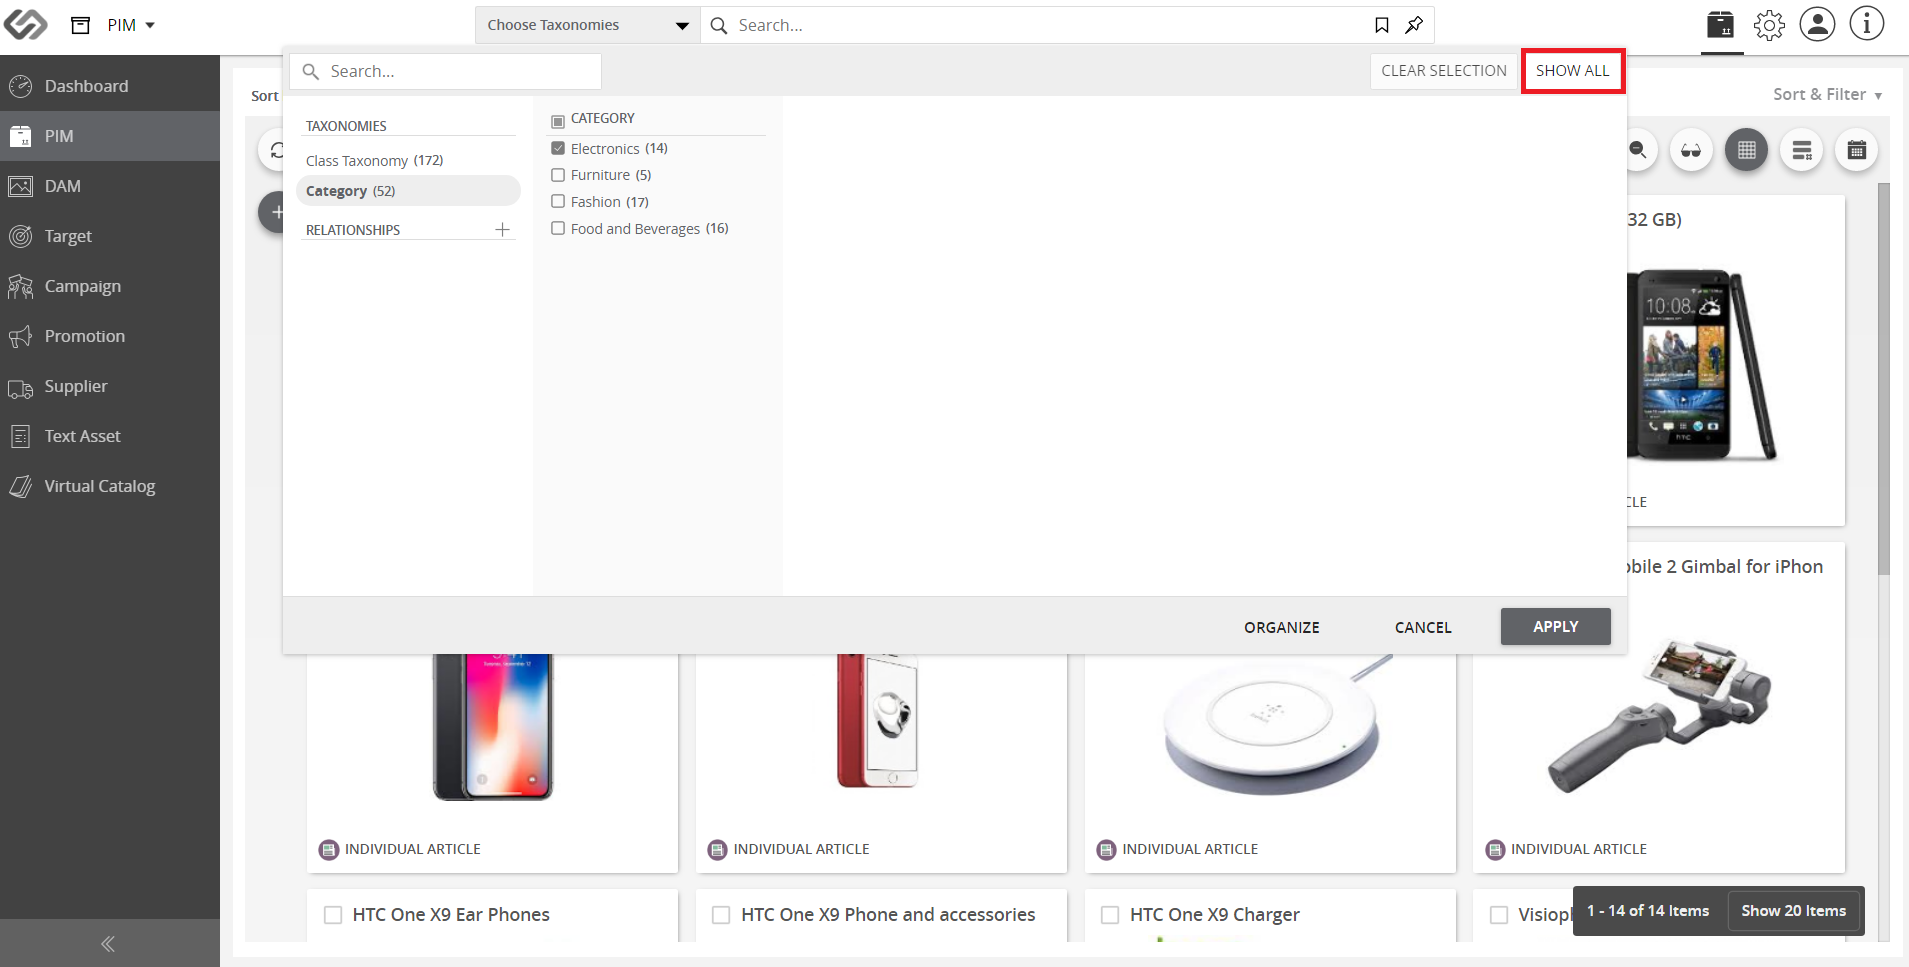 PIM
Choose Taxonomies
Search...
Search...
CLEAR SELECTION
SHOW ALL
Dashboard
PIM
DAM
Target
Campaign
Promotion
Supplier
Text Asset
Virtual Catalog
Sort
Sort & Filter
TAXONOMIES
Class Taxonomy (172)
Category (52)
RELATIONSHIPS
CATEGORY
Electronics (14)
Furniture (5)
Fashion (17)
Food and Beverages (16)
32 GB)
10:08
CLE
obile 2 Gimbal for iPhon
ORGANIZE
CANCEL
APPLY
INDIVIDUAL ARTICLE
INDIVIDUAL ARTICLE
INDIVIDUAL ARTICLE
INDIVIDUAL ARTICLE
HTC One X9 Ear Phones
HTC One X9 Phone and accessories
HTC One X9 Charger
Visiop
1 - 14 of 14 Items
Show 20 Items